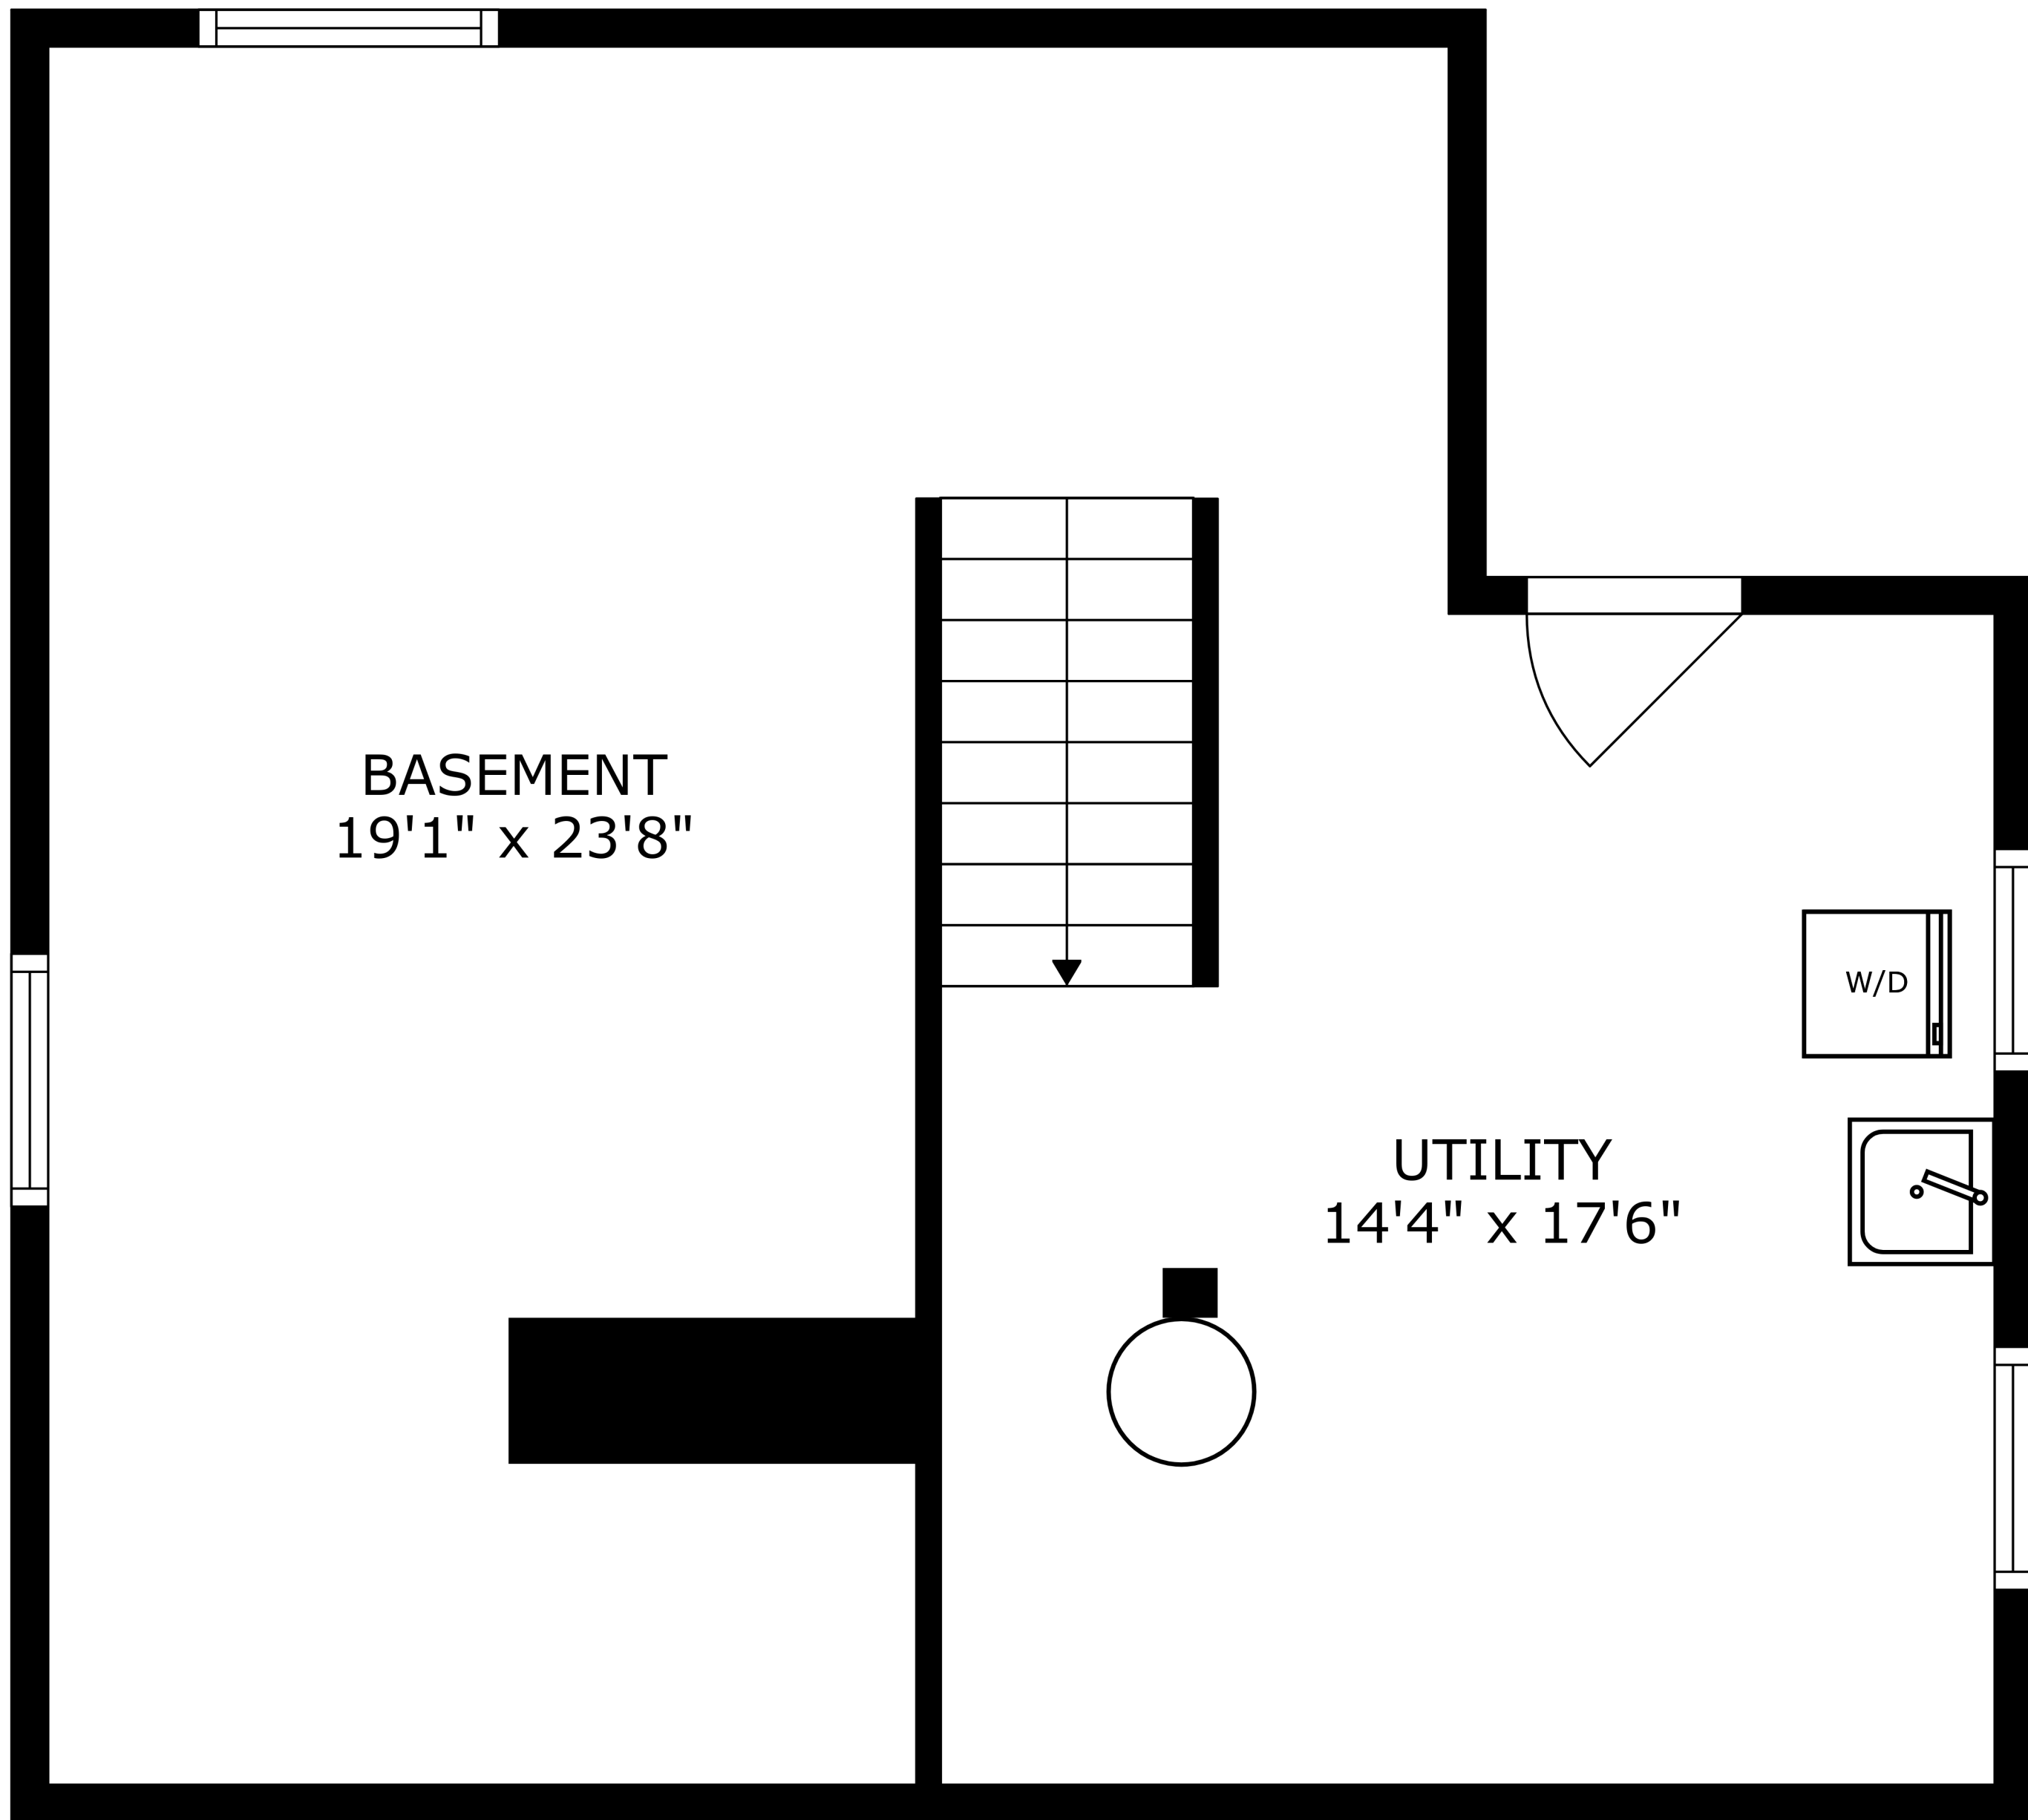 BASEMENT
19'1" x 23'8"
W/D
UTILITY
14'4" x 17'6"